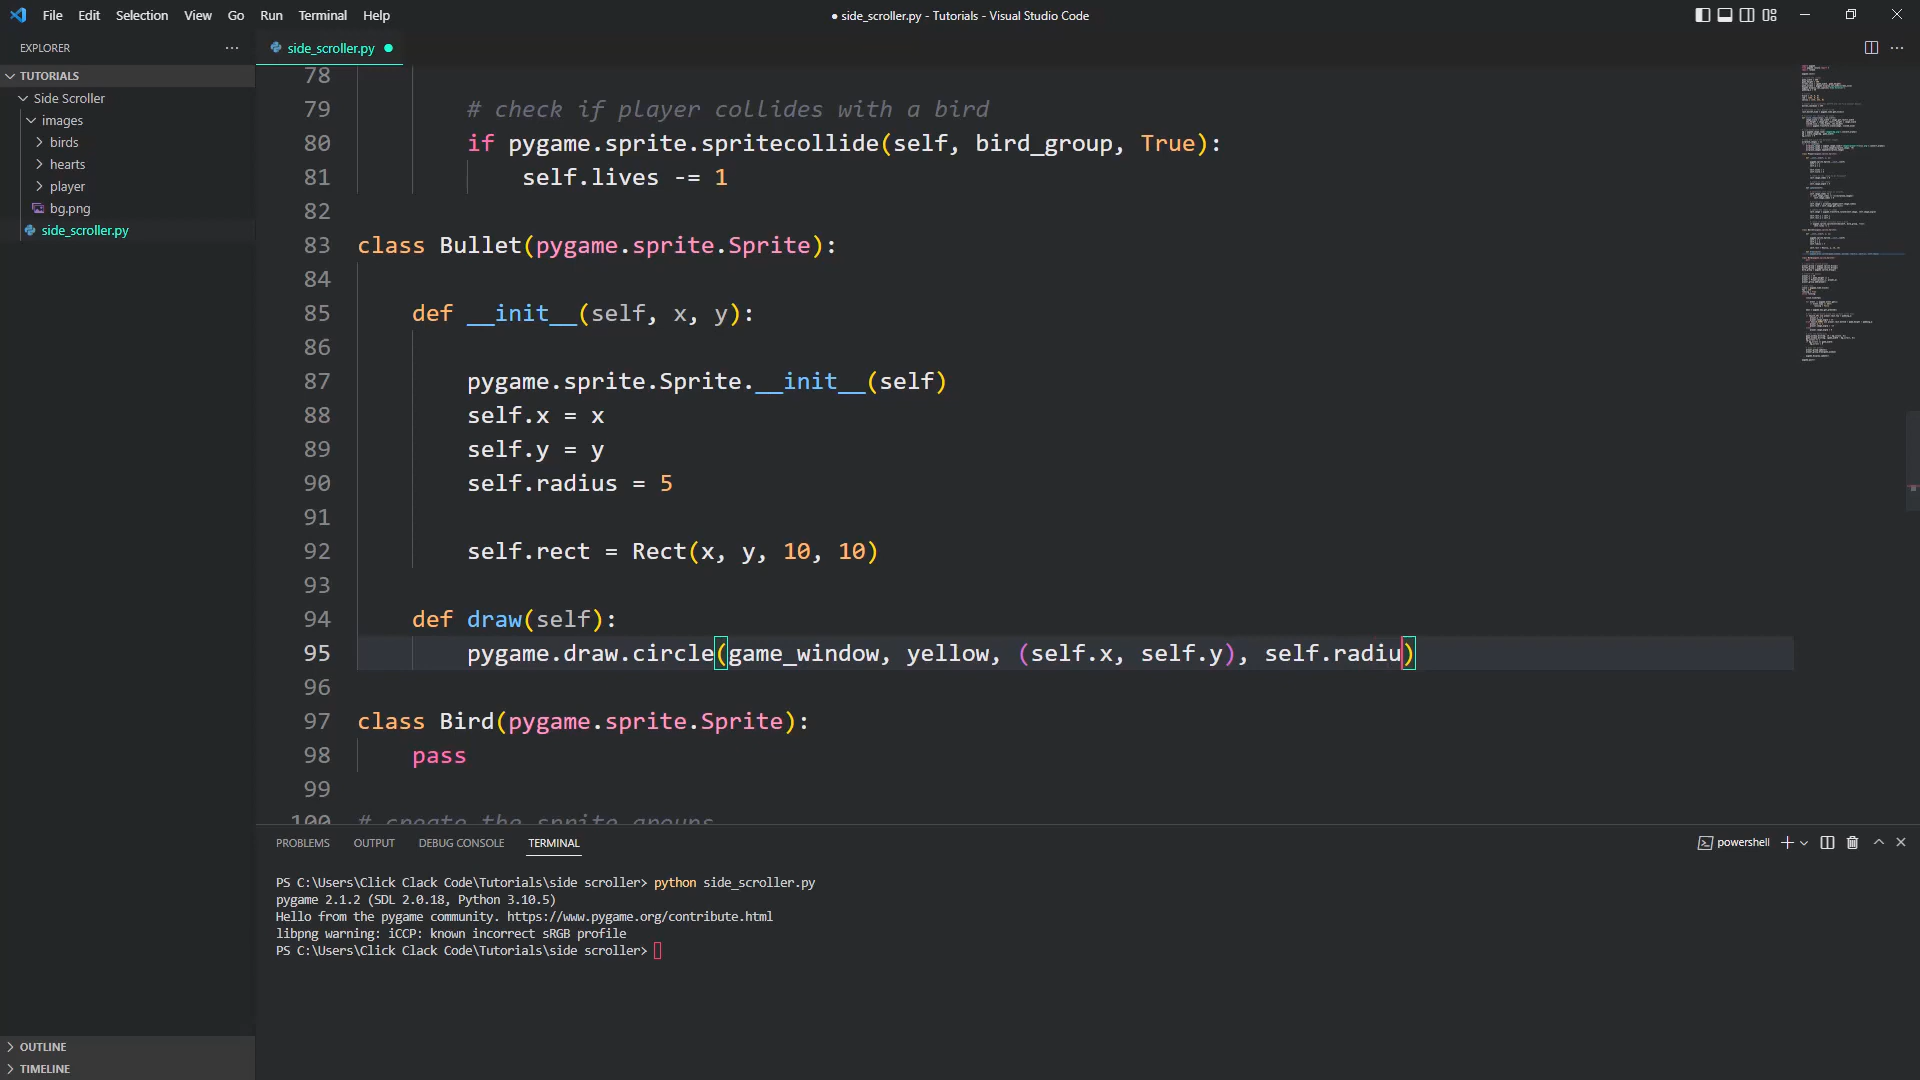 File Edit Selection View Go Run Terminal Help
● side_scroller.py - Tutorials - Visual Studio Code
EXPLORER
TUTORIALS
Side Scroller
images
birds
hearts
player
bg.png
side_scroller.py
side_scroller.py
78
79 # check if player collides with a bird
80 if pygame.sprite.spritecollide(self, bird_group, True):
81 self.lives -= 1
82
83 class Bullet(pygame.sprite.Sprite):
84
85 def __init__(self, x, y):
86
87 pygame.sprite.Sprite.__init__(self)
88 self.x = x
89 self.y = y
90 self.radius = 5
91
92 self.rect = Rect(x, y, 10, 10)
93
94 def draw(self):
95 pygame.draw.circle(game_window, yellow, (self.x, self.y), self.radiu)
96
97 class Bird(pygame.sprite.Sprite):
98 pass
99
100 # create the sprite groups
PROBLEMS OUTPUT DEBUG CONSOLE TERMINAL
powershell
PS C:\Users\Click Clack Code\Tutorials\side scroller> python side_scroller.py
pygame 2.1.2 (SDL 2.0.18, Python 3.10.5)
Hello from the pygame community. https://www.pygame.org/contribute.html
libpng warning: iCCP: known incorrect sRGB profile
PS C:\Users\Click Clack Code\Tutorials\side scroller>
OUTLINE
TIMELINE